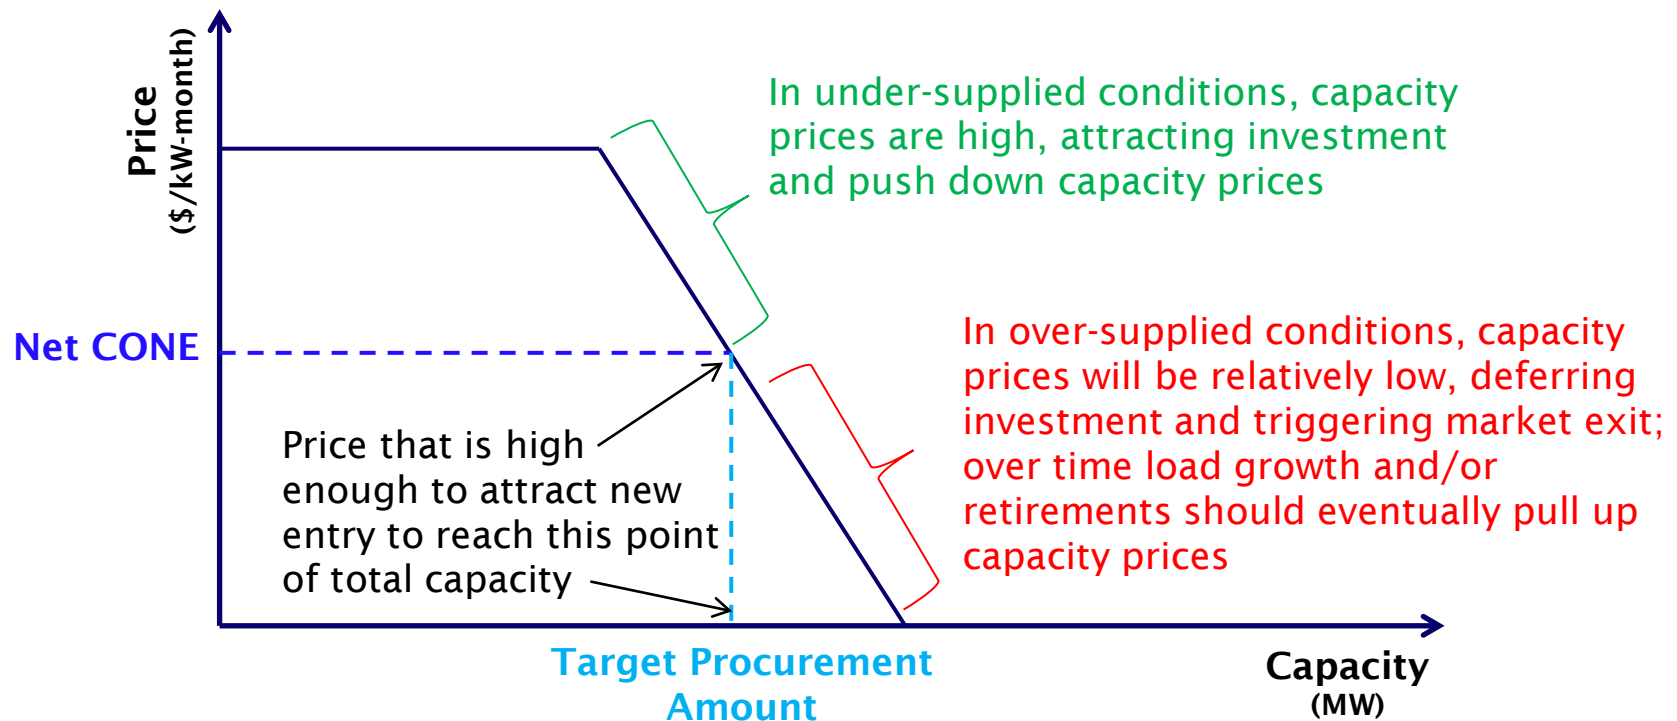 Price
($/kW-month)
In under-supplied conditions, capacity
prices are high, attracting investment
and push down capacity prices
Net CONE
In over-supplied conditions, capacity
prices will be relatively low, deferring
investment and triggering market exit;
over time load growth and/or
retirements should eventually pull up
capacity prices
Price that is high
enough to attract new
entry to reach this point
of total capacity
Target Procurement
Amount
Capacity
(MW)